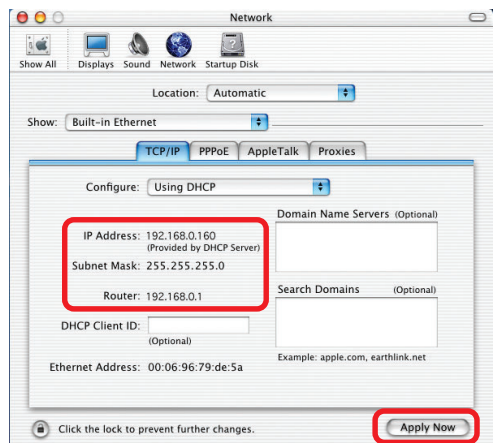 Network
Show All Displays Sound Network Startup Disk
Location: Automatic
Show: Built-in Ethernet
TCP/IP PPPoE AppleTalk Proxies
Configure: Using DHCP
Domain Name Servers (Optional)
IP Address: 192.168.0.160
(Provided by DHCP Server)
Subnet Mask: 255.255.255.0
Router: 192.168.0.1
Search Domains (Optional)
DHCP Client ID:
(Optional)
Example: apple.com, earthlink.net
Ethernet Address: 00:06:96:79:de:5a
Click the lock to prevent further changes.
Apply Now